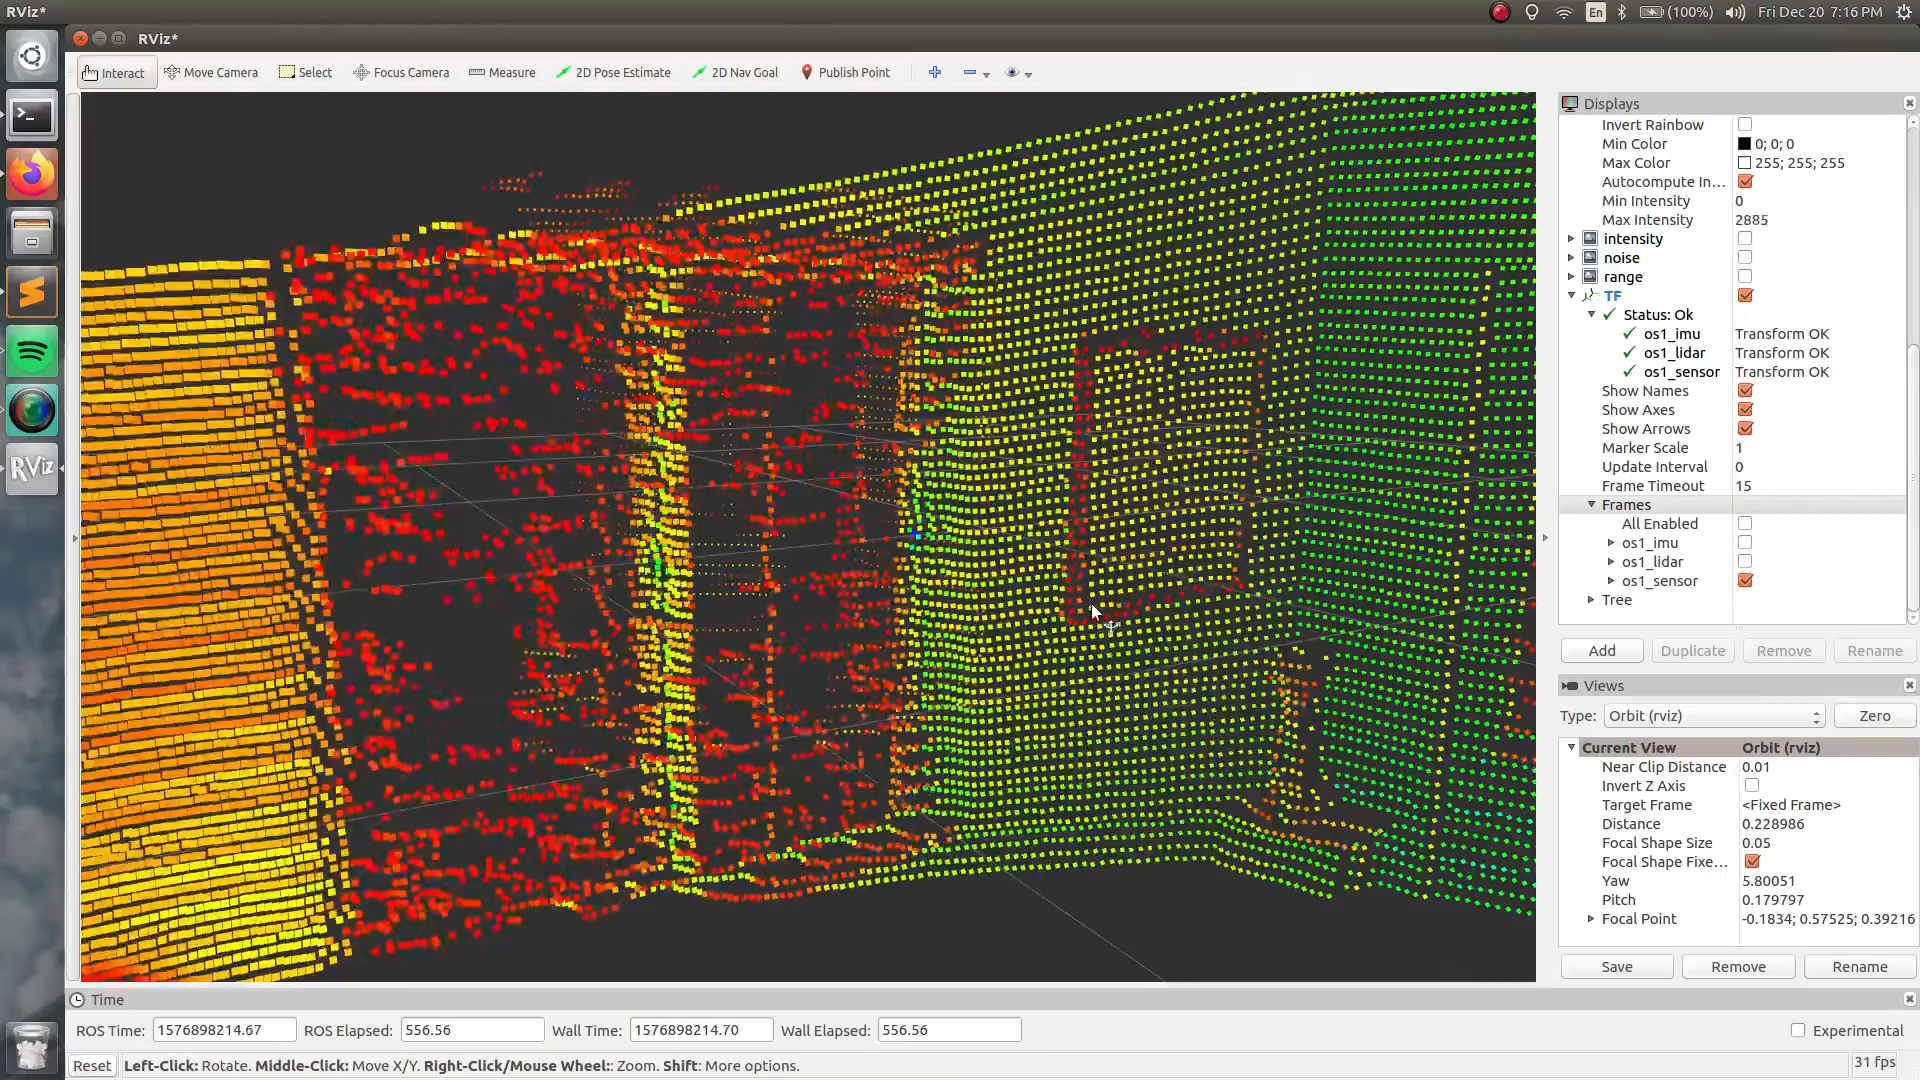 RViz*
En
(100%)
Fri Dec 20 7:16 PM
RViz*
Interact
Move Camera
Select
Focus Camera
Measure
2D Pose Estimate
2D Nav Goal
Publish Point
RViz
Displays
Invert Rainbow
Min Color 0; 0; 0
Max Color 255; 255; 255
Autocompute In...
Min Intensity 0
Max Intensity 2885
intensity
noise
range
TF
Status: Ok
os1_imu Transform OK
os1_lidar Transform OK
os1_sensor Transform OK
Show Names
Show Axes
Show Arrows
Marker Scale 1
Update Interval 0
Frame Timeout 15
Frames
All Enabled
os1_imu
os1_lidar
os1_sensor
Tree
Add Duplicate Remove Rename
Views
Type: Orbit (rviz) Zero
Current View Orbit (rviz)
Near Clip Distance 0.01
Invert Z Axis
Target Frame <Fixed Frame>
Distance 0.228986
Focal Shape Size 0.05
Focal Shape Fixe...
Yaw 5.80051
Pitch 0.179797
Focal Point -0.1834; 0.57525; 0.39216
Save Remove Rename
Time
ROS Time: 1576898214.67 ROS Elapsed: 556.56 Wall Time: 1576898214.70 Wall Elapsed: 556.56 Experimental
Reset Left-Click: Rotate. Middle-Click: Move X/Y. Right-Click/Mouse Wheel:: Zoom. Shift: More options. 31 fps